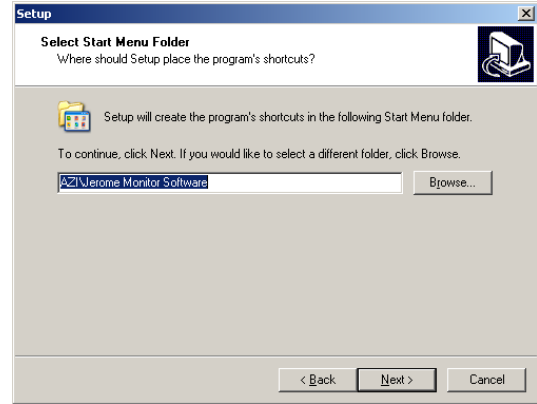 Setup
Select Start Menu Folder
Where should Setup place the program's shortcuts?
Setup will create the program's shortcuts in the following Start Menu folder.
To continue, click Next. If you would like to select a different folder, click Browse.
AZI\Jerome Monitor Software
Browse...
< Back
Next >
Cancel